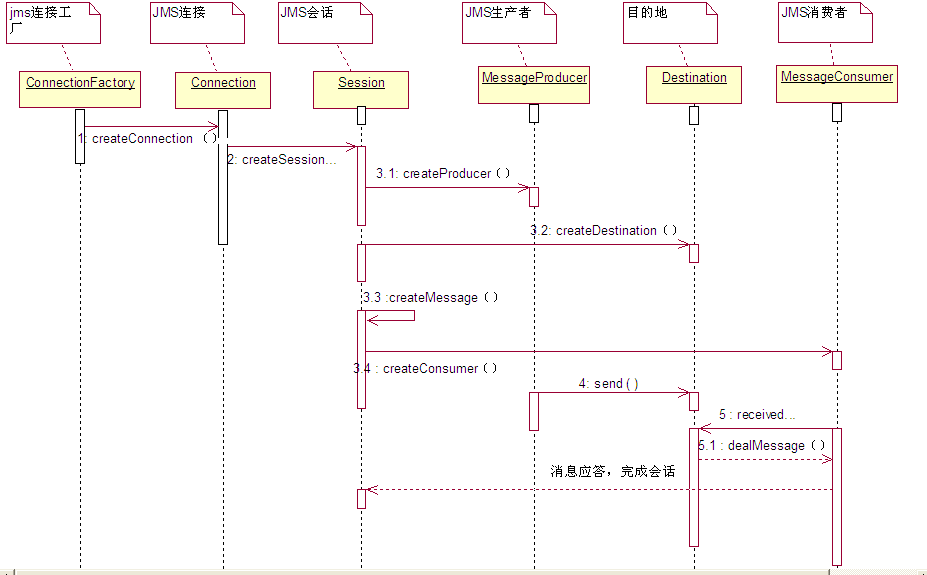 jms连接工
厂
JMS连接
JMS会话
JMS生产者
目的地
JMS消费者
ConnectionFactory
Connection
Session
MessageProducer
Destination
MessageConsumer
1: createConnection （）
2: createSession...
3.1: createProducer（）
3.2: createDestination（）
3.3 :createMessage（）
3.4 : createConsumer（）
4: send ( )
5 : received...
5.1 : dealMessage（）
消息应答，完成会话